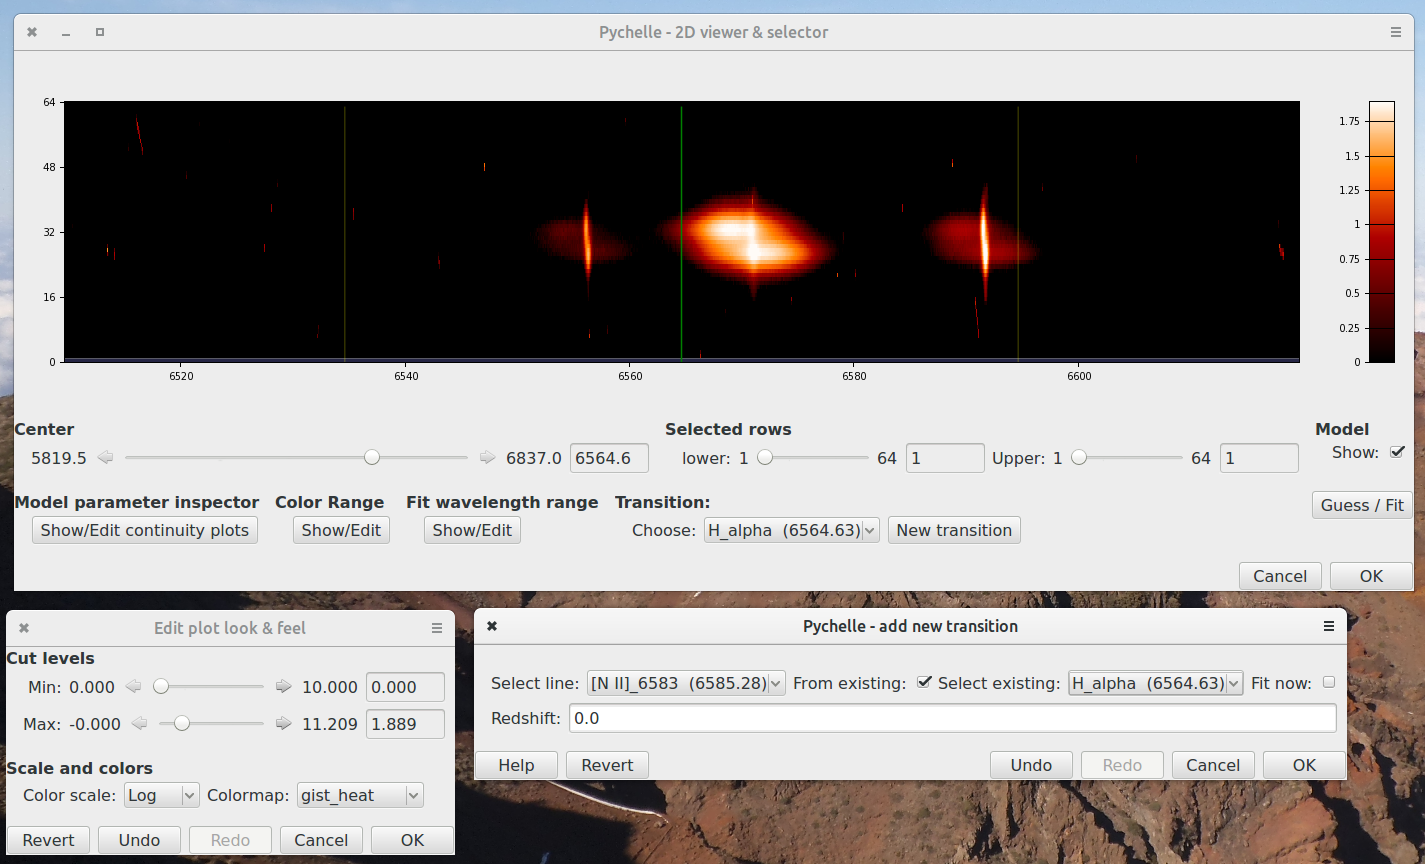 Pychelle - 2D viewer & selector
64
48
32
16
0
6520 6540 6560 6580 6600
1.75
1.5
1.25
1
0.75
0.5
0.25
0
Center
5819.5 6837.0 6564.6
Selected rows
lower: 1 64 1 Upper: 1 64 1
Model
Show:
Model parameter inspector
Show/Edit continuity plots
Color Range
Show/Edit
Fit wavelength range
Show/Edit
Transition:
Choose: H_alpha (6564.63) New transition
Guess / Fit
Cancel OK
Edit plot look & feel
Cut levels
Min: 0.000 10.000 0.000
Max: -0.000 11.209 1.889
Scale and colors
Color scale: Log Colormap: gist_heat
Revert Undo Redo Cancel OK
Pychelle - add new transition
Select line: [N II]_6583 (6585.28) From existing: Select existing: H_alpha (6564.63) Fit now:
Redshift: 0.0
Help Revert Undo Redo Cancel OK